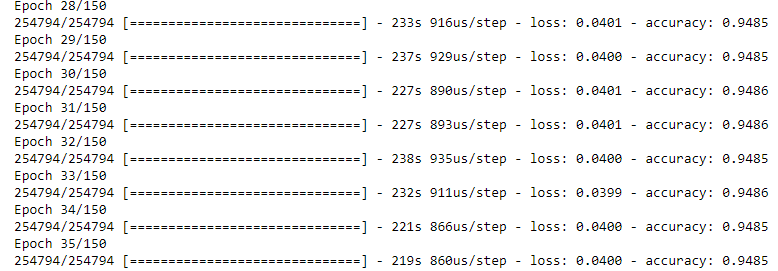 Epoch 28/150
254794/254794 [==============================] - 233s 916us/step - loss: 0.0401 - accuracy: 0.9485
Epoch 29/150
254794/254794 [==============================] - 237s 929us/step - loss: 0.0400 - accuracy: 0.9485
Epoch 30/150
254794/254794 [==============================] - 227s 890us/step - loss: 0.0401 - accuracy: 0.9486
Epoch 31/150
254794/254794 [==============================] - 227s 893us/step - loss: 0.0401 - accuracy: 0.9486
Epoch 32/150
254794/254794 [==============================] - 238s 935us/step - loss: 0.0400 - accuracy: 0.9485
Epoch 33/150
254794/254794 [==============================] - 232s 911us/step - loss: 0.0399 - accuracy: 0.9486
Epoch 34/150
254794/254794 [==============================] - 221s 866us/step - loss: 0.0400 - accuracy: 0.9485
Epoch 35/150
254794/254794 [==============================] - 219s 860us/step - loss: 0.0400 - accuracy: 0.9485